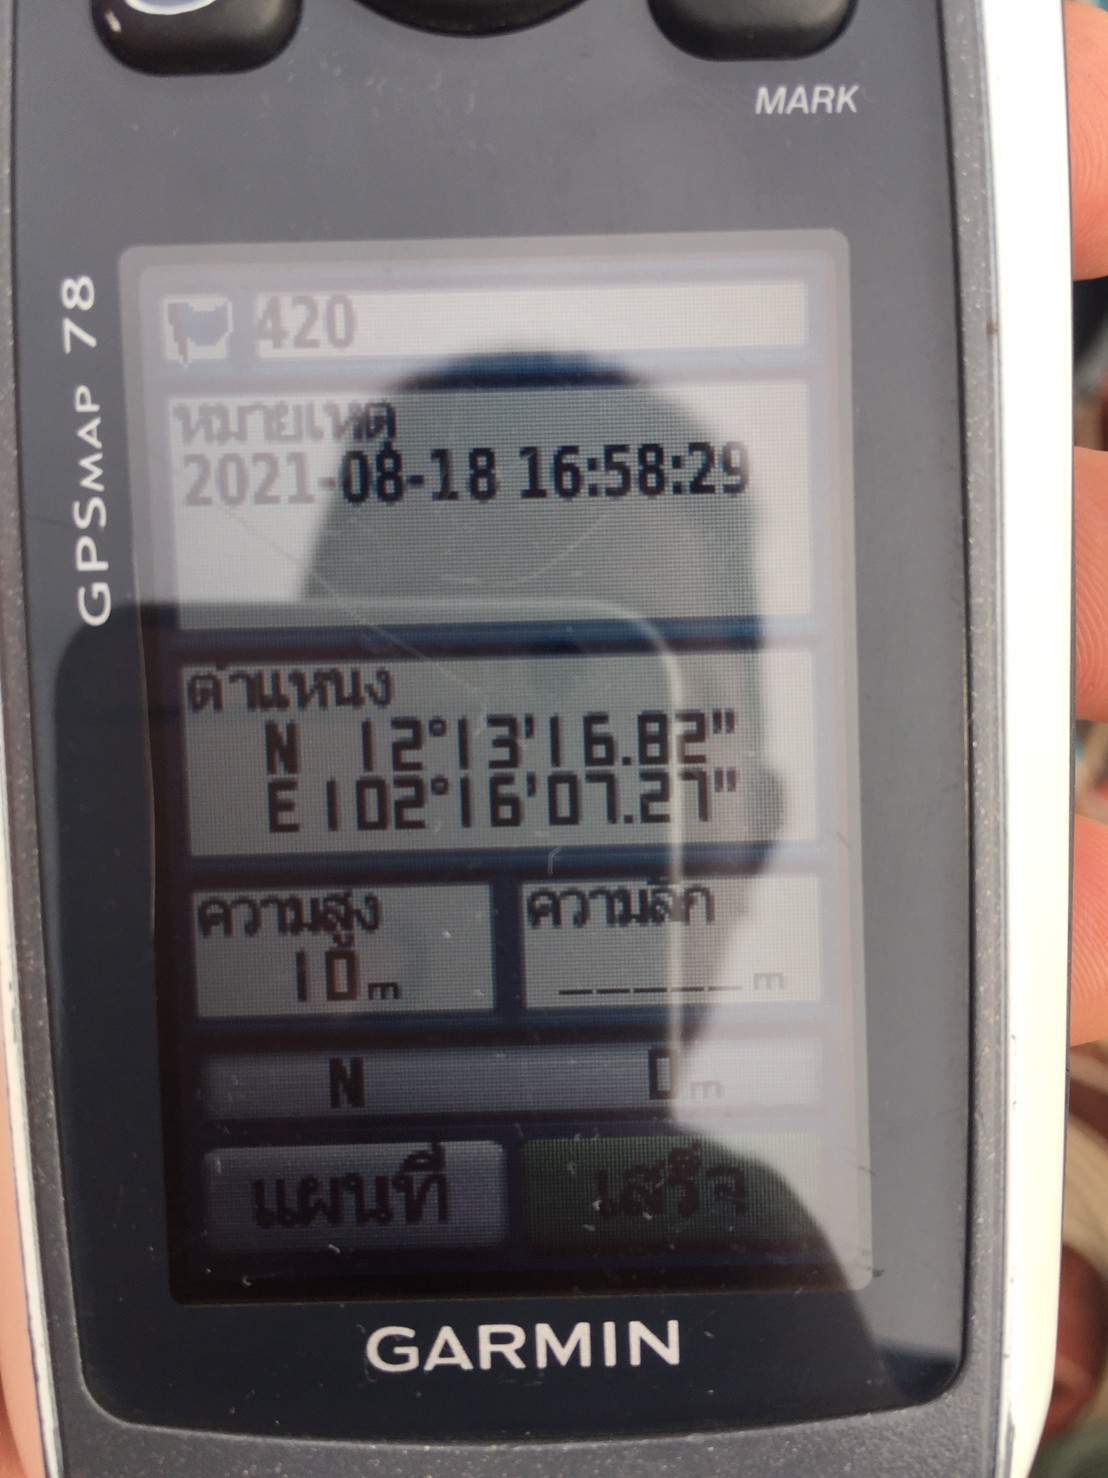 MARK
GPSMAP 78
420
หมายเหตุ
2021-08-18 16:58:29
ตำแหน่ง
N 12°13'16.82"
E102°16'07.27"
ความสูง
10m
ความลึก
_____m
N 0m
แผนที่
เสร็จ
GARMIN